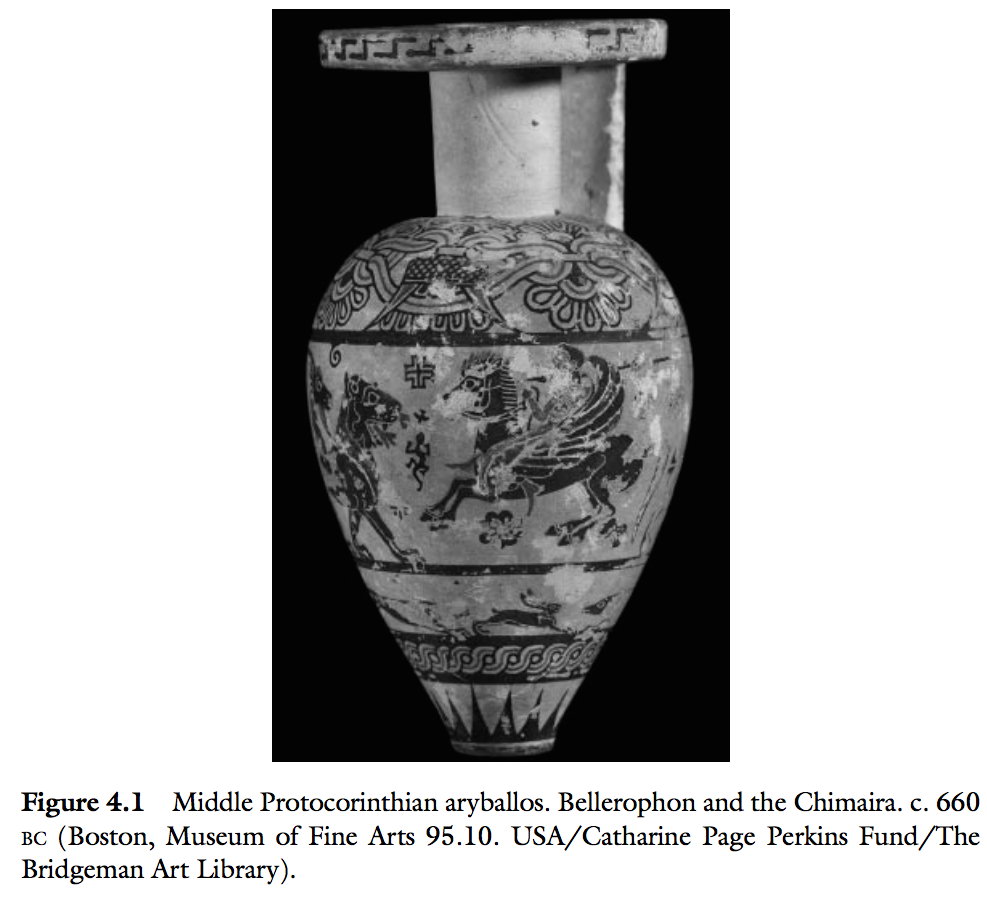 Figure 4.1 Middle Protocorinthian aryballos. Bellerophon and the Chimaira. c. 660
BC (Boston, Museum of Fine Arts 95.10. USA/Catharine Page Perkins Fund/The
Bridgeman Art Library).